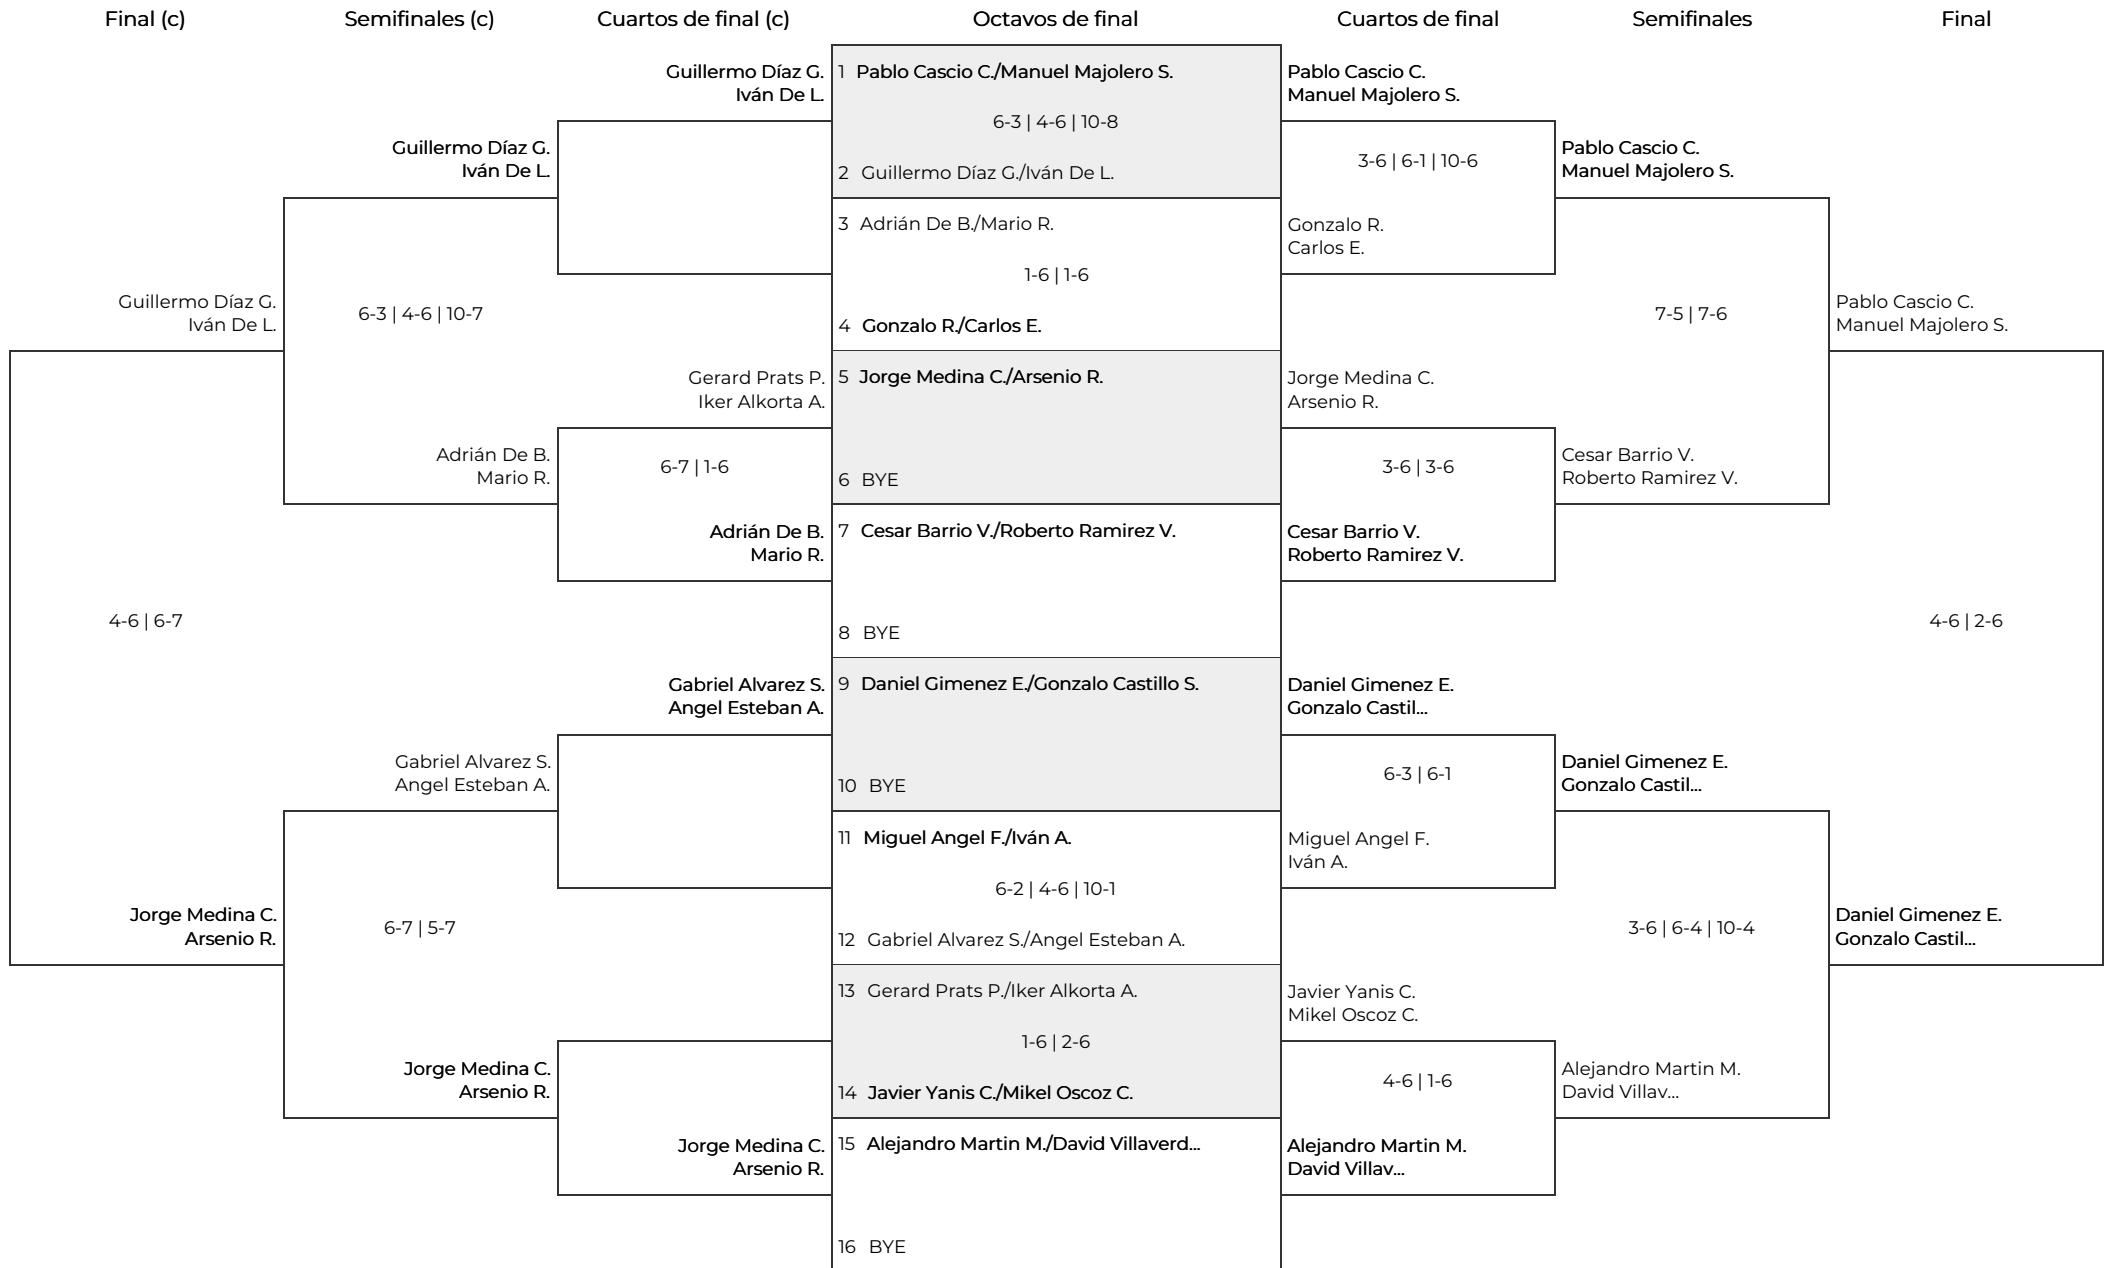 Final (c)
Semifinales (c)
Cuartos de final (c)
Octavos de final
Cuartos de final
Semifinales
Final
Guillermo Díaz G.
Iván De L.
Guillermo Díaz G.
Iván De L.
6-3 | 4-6 | 10-7
Adrián De B.
Mario R.
Gabriel Alvarez S.
Angel Esteban A.
6-7 | 5-7
Jorge Medina C.
Arsenio R.
4-6 | 6-7
Jorge Medina C.
Arsenio R.
Guillermo Díaz G.
Iván De L.
Gerard Prats P.
Iker Alkorta A.
6-7 | 1-6
Adrián De B.
Mario R.
Gabriel Alvarez S.
Angel Esteban A.
Jorge Medina C.
Arsenio R.
1 Pablo Cascio C./Manuel Majolero S.
6-3 | 4-6 | 10-8
2 Guillermo Díaz G./Iván De L.
3 Adrián De B./Mario R.
1-6 | 1-6
4 Gonzalo R./Carlos E.
5 Jorge Medina C./Arsenio R.
6 BYE
7 Cesar Barrio V./Roberto Ramirez V.
8 BYE
9 Daniel Gimenez E./Gonzalo Castillo S.
10 BYE
11 Miguel Angel F./Iván A.
6-2 | 4-6 | 10-1
12 Gabriel Alvarez S./Angel Esteban A.
13 Gerard Prats P./Iker Alkorta A.
1-6 | 2-6
14 Javier Yanis C./Mikel Oscoz C.
15 Alejandro Martin M./David Villaverd...
16 BYE
Pablo Cascio C.
Manuel Majolero S.
3-6 | 6-1 | 10-6
Gonzalo R.
Carlos E.
Jorge Medina C.
Arsenio R.
3-6 | 3-6
Cesar Barrio V.
Roberto Ramirez V.
Daniel Gimenez E.
Gonzalo Castil...
6-3 | 6-1
Miguel Angel F.
Iván A.
Javier Yanis C.
Mikel Oscoz C.
4-6 | 1-6
Alejandro Martin M.
David Villav...
Pablo Cascio C.
Manuel Majolero S.
7-5 | 7-6
Cesar Barrio V.
Roberto Ramirez V.
Daniel Gimenez E.
Gonzalo Castil...
3-6 | 6-4 | 10-4
Alejandro Martin M.
David Villav...
Pablo Cascio C.
Manuel Majolero S.
4-6 | 2-6
Daniel Gimenez E.
Gonzalo Castil...